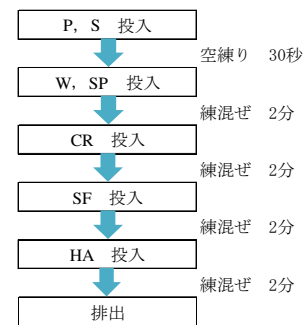 P，S　投入
空練り　30秒
W，SP　投入
練混ぜ　2分
CR　投入
練混ぜ　2分
SF　投入
練混ぜ　2分
HA　投入
練混ぜ　2分
排出